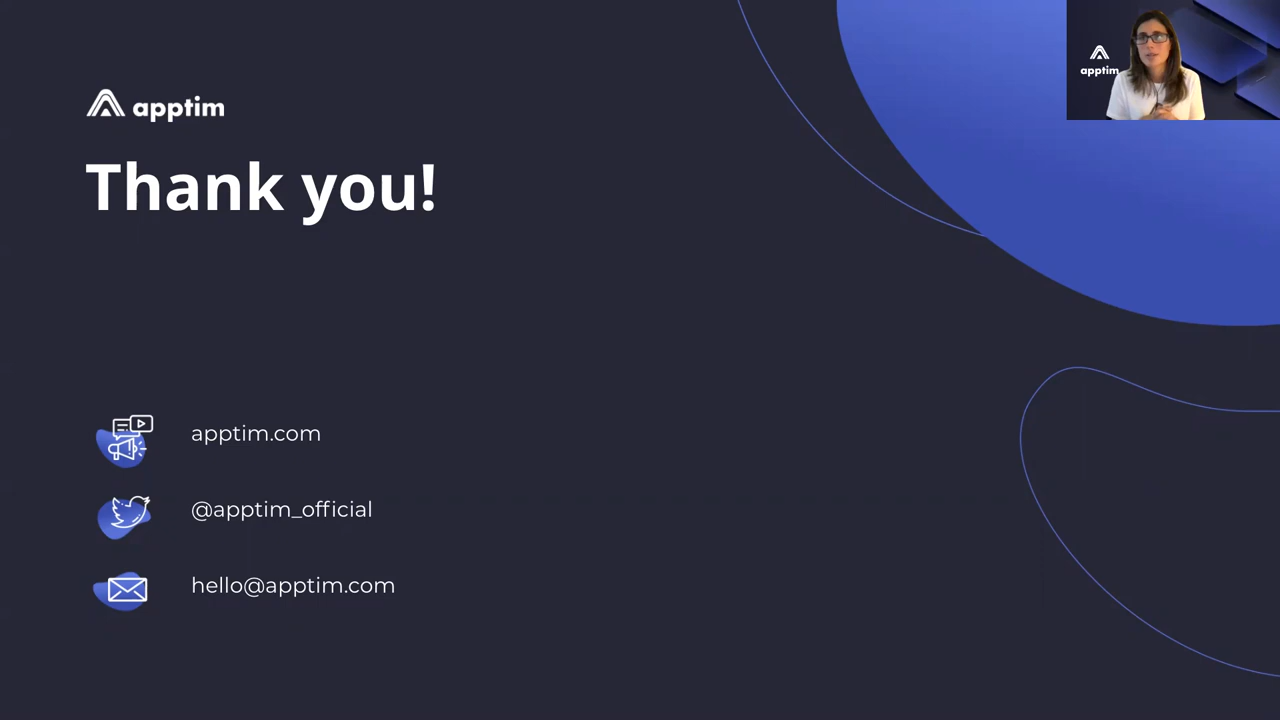 apptim
Thank you!
apptim.com
@apptim_official
hello@apptim.com
apptim